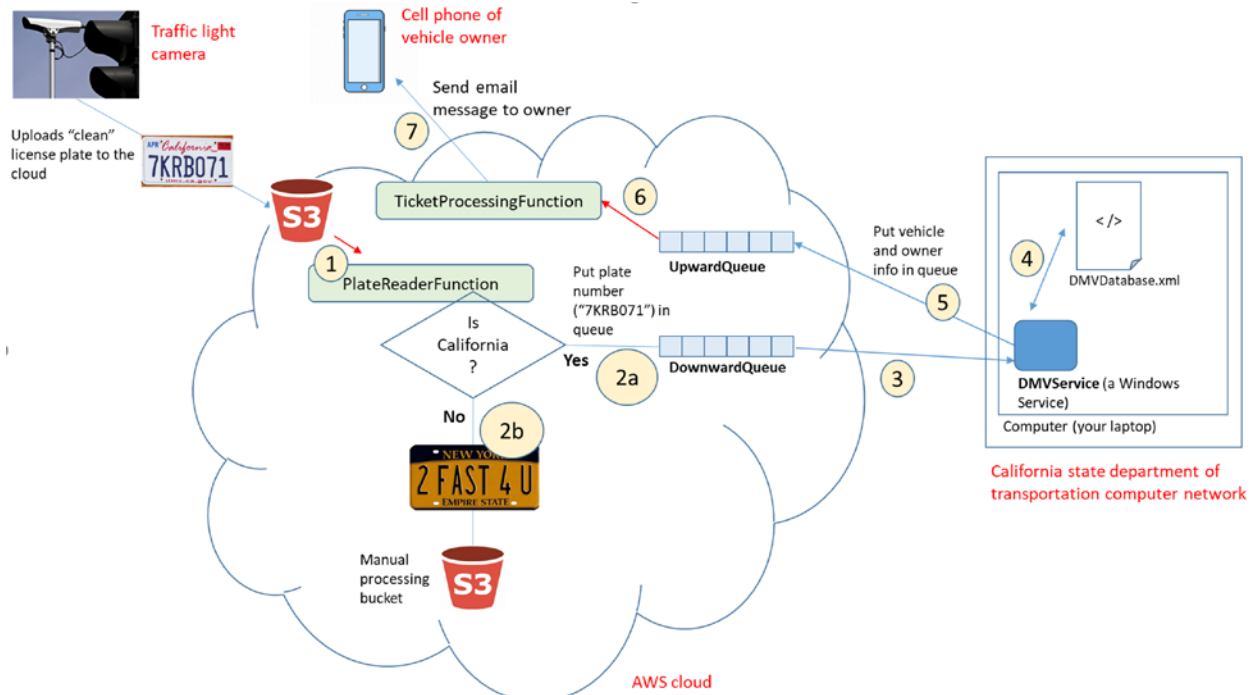 Traffic light
camera
Cell phone of
vehicle owner
Uploads “clean”
license plate to the
cloud
APR California
7KRB071
dmv.ca.gov
Send email
message to owner
7
S3
TicketProcessingFunction
6
1
PlateReaderFunction
UpwardQueue
Put vehicle
and owner
info in queue
5
4
</>
DMVDatabase.xml
Is
California
?
Put plate
number
(“7KRB071”) in
queue
Yes
2a
DownwardQueue
3
DMVService (a Windows
Service)
Computer (your laptop)
California state department of
transportation computer network
No
2b
NEW YORK
2 FAST 4 U
EMPIRE STATE
Manual
processing
bucket
S3
AWS cloud